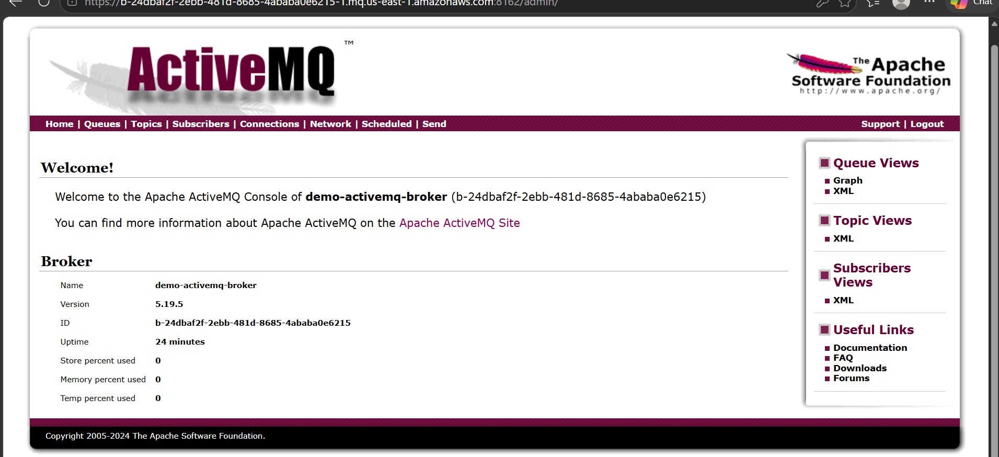 https://b-24dbaf2f-2ebb-481d-8685-4ababa0e6215-1.mq.us-east-1.amazonaws.com:8162/admin/
Chat
ActiveMQ ™
The Apache
Software Foundation
http://www.apache.org/
Home | Queues | Topics | Subscribers | Connections | Network | Scheduled | Send
Support | Logout
Welcome!
Welcome to the Apache ActiveMQ Console of demo-activemq-broker (b-24dbaf2f-2ebb-481d-8685-4ababa0e6215)
You can find more information about Apache ActiveMQ on the Apache ActiveMQ Site
Broker
Name demo-activemq-broker
Version 5.19.5
ID b-24dbaf2f-2ebb-481d-8685-4ababa0e6215
Uptime 24 minutes
Store percent used 0
Memory percent used 0
Temp percent used 0
Queue Views
Graph
XML
Topic Views
XML
Subscribers
Views
XML
Useful Links
Documentation
FAQ
Downloads
Forums
Copyright 2005-2024 The Apache Software Foundation.